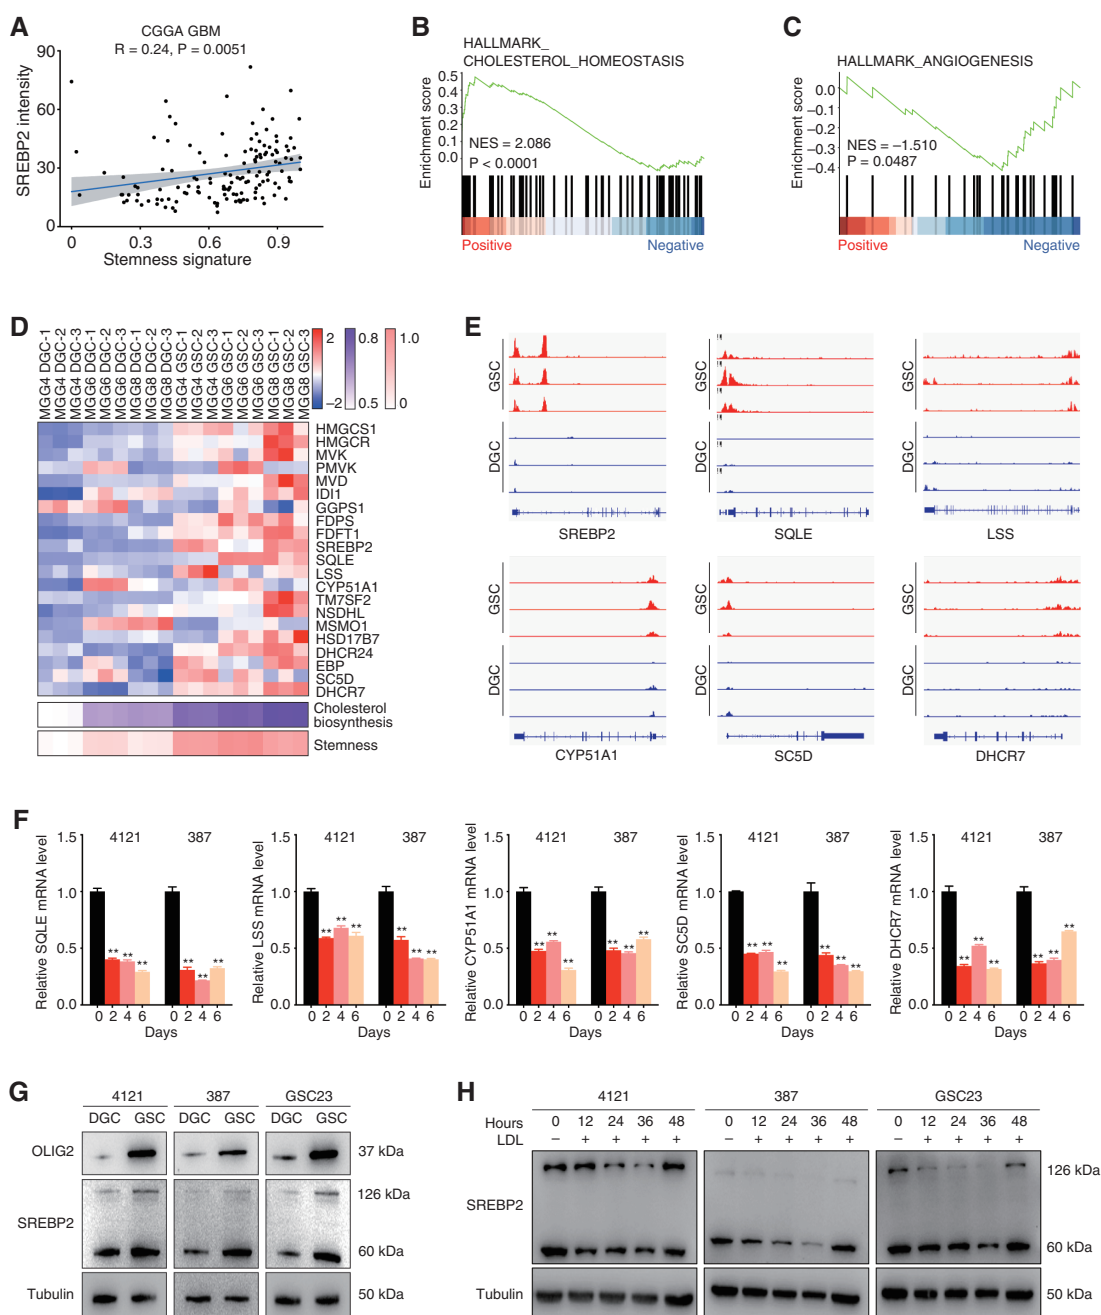 A
CGGA GBM
R = 0.24, P = 0.0051
SREBP2 intensity
90
60
30
0
0 0.3 0.6 0.9
Stemness signature
B
HALLMARK_
CHOLESTEROL_HOMEOSTASIS
Enrichment score
0.5
0.4
0.3
0.2
0.1
0.0
NES = 2.086
P < 0.0001
Positive Negative
C
HALLMARK_ANGIOGENESIS
Enrichment score
0.0
−0.1
−0.2
−0.3
−0.4
NES = −1.510
P = 0.0487
Positive Negative
D
MGG4 DGC-1
MGG4 DGC-2
MGG4 DGC-3
MGG6 DGC-1
MGG6 DGC-2
MGG6 DGC-3
MGG8 DGC-1
MGG8 DGC-2
MGG8 DGC-3
MGG4 GSC-1
MGG4 GSC-2
MGG4 GSC-3
MGG6 GSC-1
MGG6 GSC-2
MGG6 GSC-3
MGG8 GSC-1
MGG8 GSC-2
MGG8 GSC-3
2 0.8 1.0
−2 0.5 0
HMGCS1
HMGCR
MVK
PMVK
MVD
IDI1
GGPS1
FDPS
FDFT1
SREBP2
SQLE
LSS
CYP51A1
TM7SF2
NSDHL
MSMO1
HSD17B7
DHCR24
EBP
SC5D
DHCR7
Cholesterol
biosynthesis
Stemness
E
GSC
DGC
SREBP2
GSC
DGC
SQLE
GSC
DGC
LSS
GSC
DGC
CYP51A1
GSC
DGC
SC5D
GSC
DGC
DHCR7
F
Relative SQLE mRNA level
1.5
1.0
0.5
0.0
4121 387
** ** ** ** ** **
0 2 4 6 0 2 4 6
Days
Relative LSS mRNA level
1.5
1.0
0.5
0.0
4121 387
** ** ** ** ** **
0 2 4 6 0 2 4 6
Days
Relative CYP51A1 mRNA level
1.5
1.0
0.5
0.0
4121 387
** ** ** ** ** **
0 2 4 6 0 2 4 6
Days
Relative SC5D mRNA level
1.5
1.0
0.5
0.0
4121 387
** ** ** ** ** **
0 2 4 6 0 2 4 6
Days
Relative DHCR7 mRNA level
1.5
1.0
0.5
0.0
4121 387
** ** ** ** ** **
0 2 4 6 0 2 4 6
Days
G
4121 387 GSC23
DGC GSC DGC GSC DGC GSC
OLIG2 37 kDa
126 kDa
SREBP2
60 kDa
Tubulin 50 kDa
H
4121 387 GSC23
Hours 0 12 24 36 48 0 12 24 36 48 0 12 24 36 48
LDL − + + + + − + + + + − + + + +
126 kDa
SREBP2
60 kDa
Tubulin 50 kDa